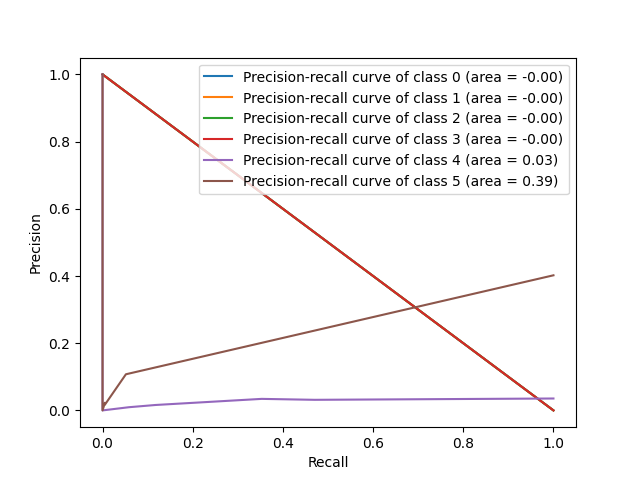 Precision-recall curve of class 0 (area = -0.00)
Precision-recall curve of class 1 (area = -0.00)
Precision-recall curve of class 2 (area = -0.00)
Precision-recall curve of class 3 (area = -0.00)
Precision-recall curve of class 4 (area = 0.03)
Precision-recall curve of class 5 (area = 0.39)
1.0
0.8
0.6
0.4
0.2
0.0
Precision
0.0 0.2 0.4 0.6 0.8 1.0
Recall